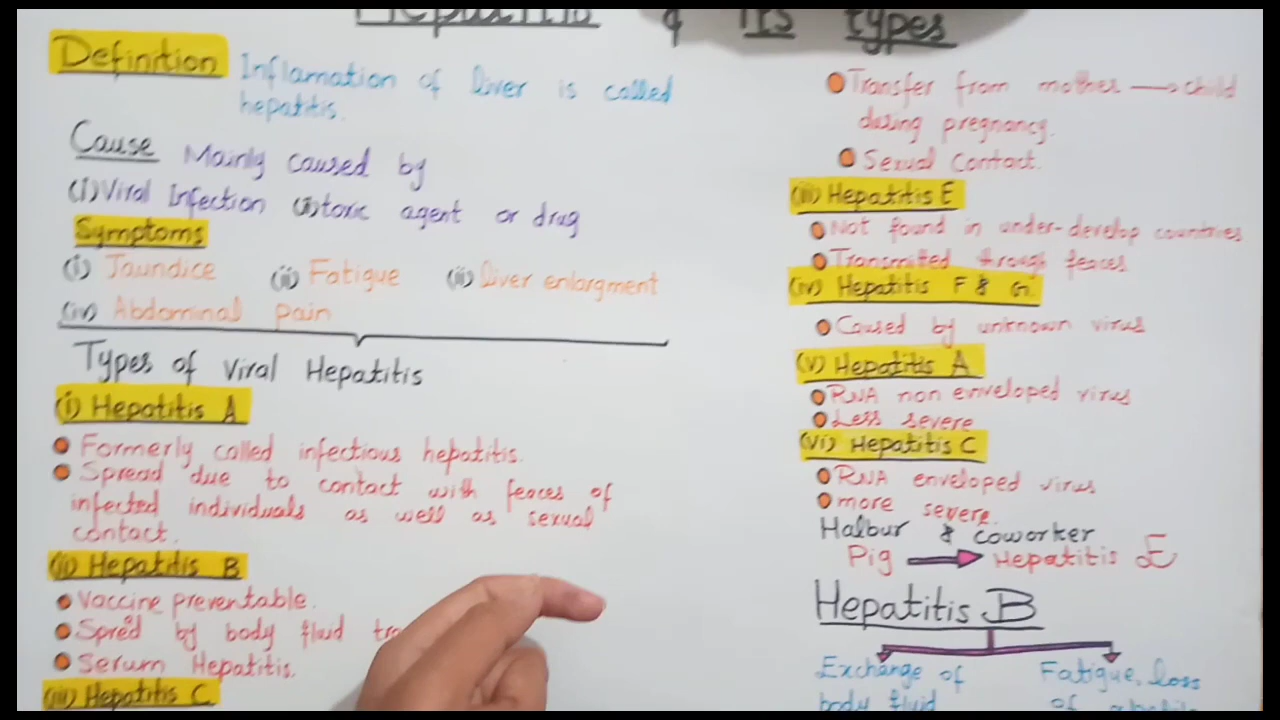 Hepatitis & its types
Definition Inflamation of liver is called
hepatitis.
Cause Mainly caused by
(i) Viral Infection (ii) toxic agent or drug
Symptoms
(i) Jaundice (ii) Fatigue (iii) liver enlargment
(iv) Abdominal pain
Types of Viral Hepatitis
(i) Hepatitis A
Formerly called infectious hepatitis.
Spread due to contact with feaces of
infected individuals as well as sexual
contact.
(ii) Hepatitis B
Vaccine preventable.
Spred by body fluid
Serum Hepatitis.
(iii) Hepatitis C
Transfer from mother → child
during pregnancy.
Sexual Contact.
(iii) Hepatitis E
Not found in under-develop countries
Transmitted through feaces
(iv) Hepatitis F & G
Caused by unknown virus
(v) Hepatitis A
RNA non enveloped virus
Less severe
(vi) Hepatitis C
RNA enveloped virus
more severe.
Halbur & coworker
Pig → Hepatitis E
Hepatitis B
Exchange of
body fluid
Fatigue, loss
of